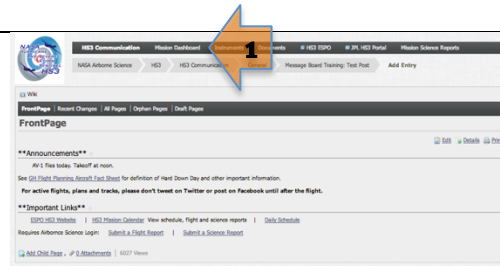 1
NASA
HS3
HS3 Communication Mission Dashboard Instruments Documents HS3 ESPO JPL HS3 Portal Mission Science Reports
NASA Airborne Science HS3 HS3 Communication General Message Board Training: Test Post Add Entry
Wiki
FrontPage | Recent Changes | All Pages | Orphan Pages | Draft Pages
FrontPage
Edit Details Print
**Announcements**
AV-1 flies today. Takeoff at noon.
See GH Flight Planning Aircraft Fact Sheet for definition of Hard Down Day and other important information.
For active flights, plans and tracks, please don't tweet on Twitter or post on Facebook until after the flight.
**Important Links**
ESPO HS3 Website | HS3 Mission Calender View schedule, flight and science reports | Daily Schedule
Requires Airbornce Science Login: Submit a Flight Report | Submit a Science Report
Add Child Page 0 Attachments | 6027 Views